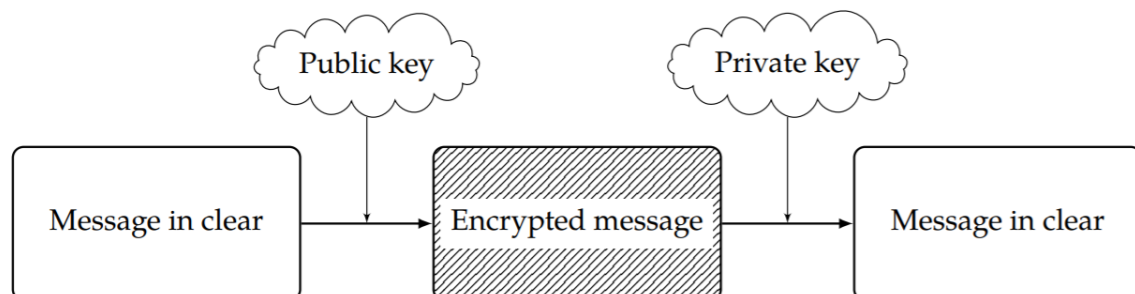 Public key
Private key
Message in clear
Encrypted message
Message in clear